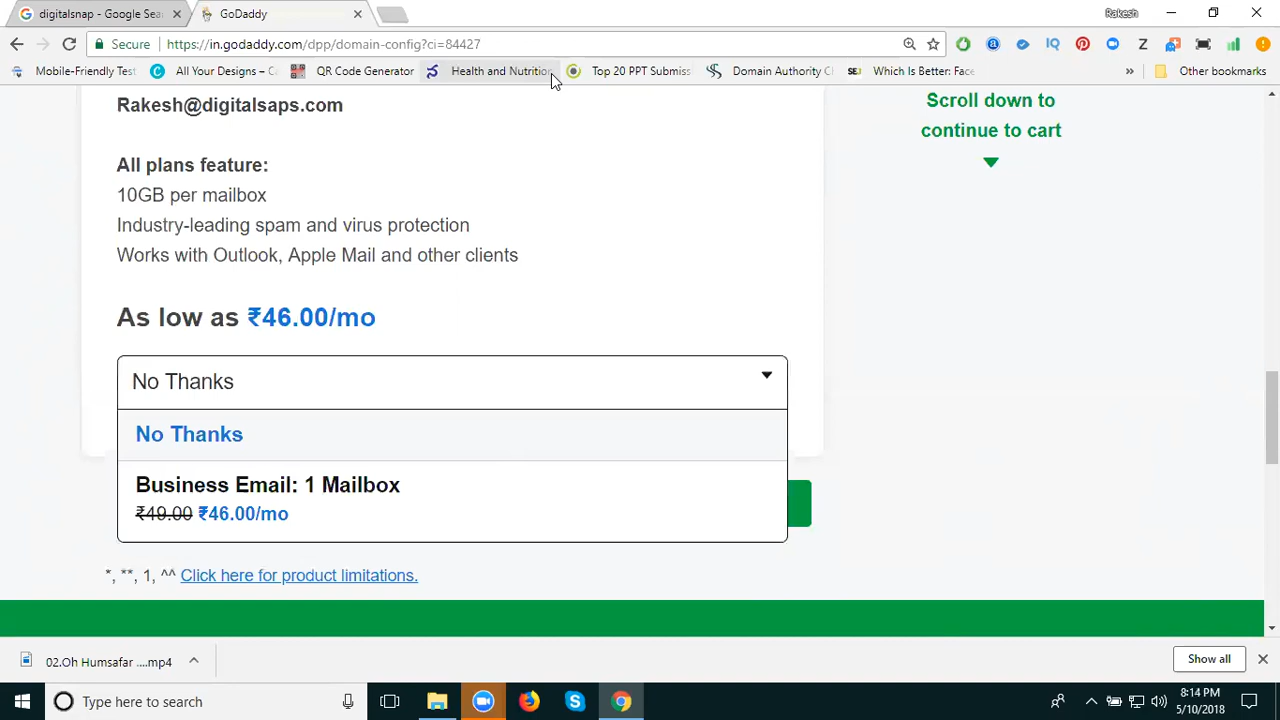 digitalsnap - Google Sea
GoDaddy
Rakesh
Secure
https://in.godaddy.com/dpp/domain-config?ci=84427
Mobile-Friendly Test
All Your Designs – C
QR Code Generator
Health and Nutrition
Top 20 PPT Submiss
Domain Authority C
Which Is Better: Face
»
Other bookmarks
Rakesh@digitalsaps.com
All plans feature:
10GB per mailbox
Industry-leading spam and virus protection
Works with Outlook, Apple Mail and other clients
As low as ₹46.00/mo
No Thanks
No Thanks
Business Email: 1 Mailbox
₹49.00 ₹46.00/mo
*, **, 1, ^^ Click here for product limitations.
Scroll down to
continue to cart
02.Oh Humsafar ....mp4
Show all
Type here to search
8:14 PM
5/10/2018